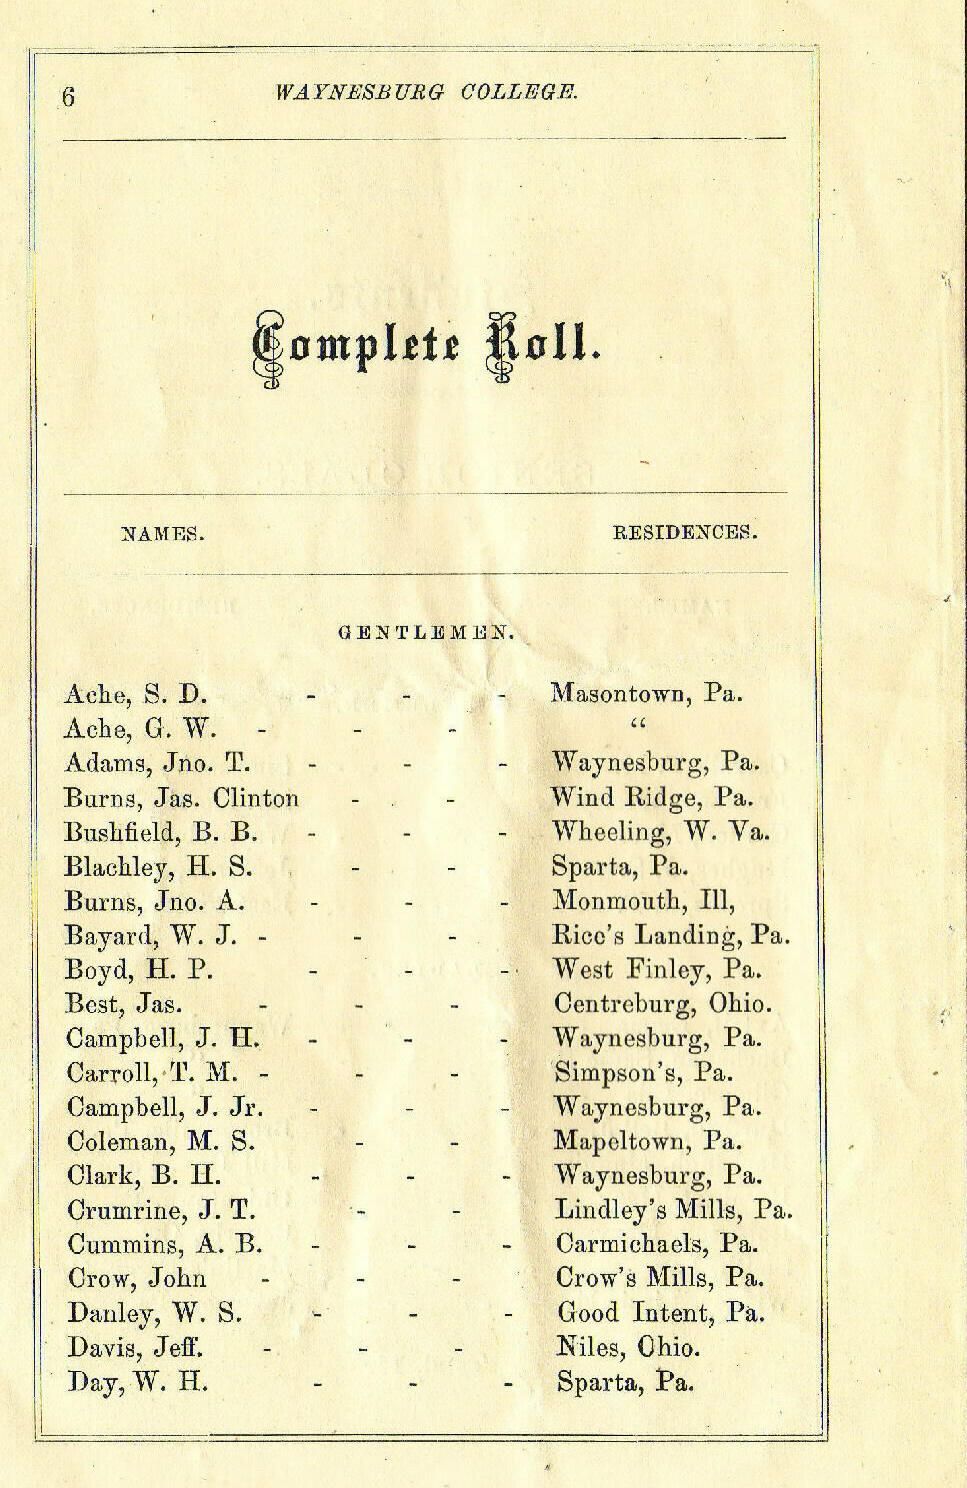 6 WAYNESBURG COLLEGE.
Complete Roll.
NAMES. RESIDENCES.
GENTLEMEN.
Ache, S. D. - - - Masontown, Pa.
Ache, G. W. - - - “
Adams, Jno. T. - - - Waynesburg, Pa.
Burns, Jas. Clinton - - Wind Ridge, Pa.
Bushfield, B. B. - - - Wheeling, W. Va.
Blachley, H. S. - - Sparta, Pa.
Burns, Jno. A. - - - Monmouth, Ill,
Bayard, W. J. - - - Rice's Landing, Pa.
Boyd, H. P. - - - West Finley, Pa.
Best, Jas. - - - Centreburg, Ohio.
Campbell, J. H. - - - Waynesburg, Pa.
Carroll, T. M. - - - Simpson's, Pa.
Campbell, J. Jr. - - - Waynesburg, Pa.
Coleman, M. S. - - Mapeltown, Pa.
Clark, B. H. - - - Waynesburg, Pa.
Crumrine, J. T. - - Lindley's Mills, Pa.
Cummins, A. B. - - - Carmichaels, Pa.
Crow, John - - - Crow's Mills, Pa.
Danley, W. S. - - - Good Intent, Pa.
Davis, Jeff. - - - Niles, Ohio.
Day, W. H. - - - Sparta, Pa.